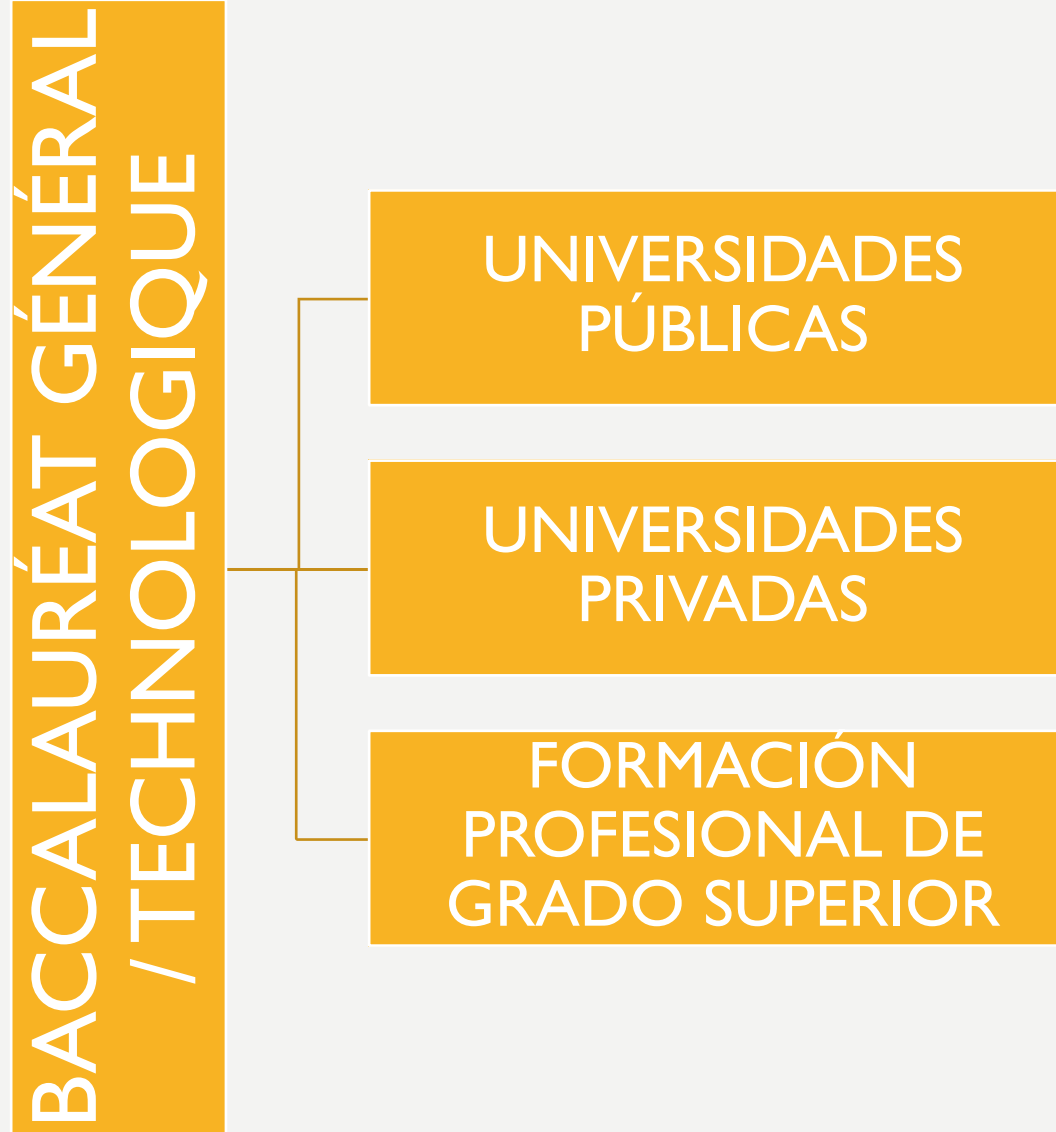 BACCALAURÉAT GÉNÉRAL
/ TECHNOLOGIQUE
UNIVERSIDADES
PÚBLICAS
UNIVERSIDADES
PRIVADAS
FORMACIÓN
PROFESIONAL DE
GRADO SUPERIOR